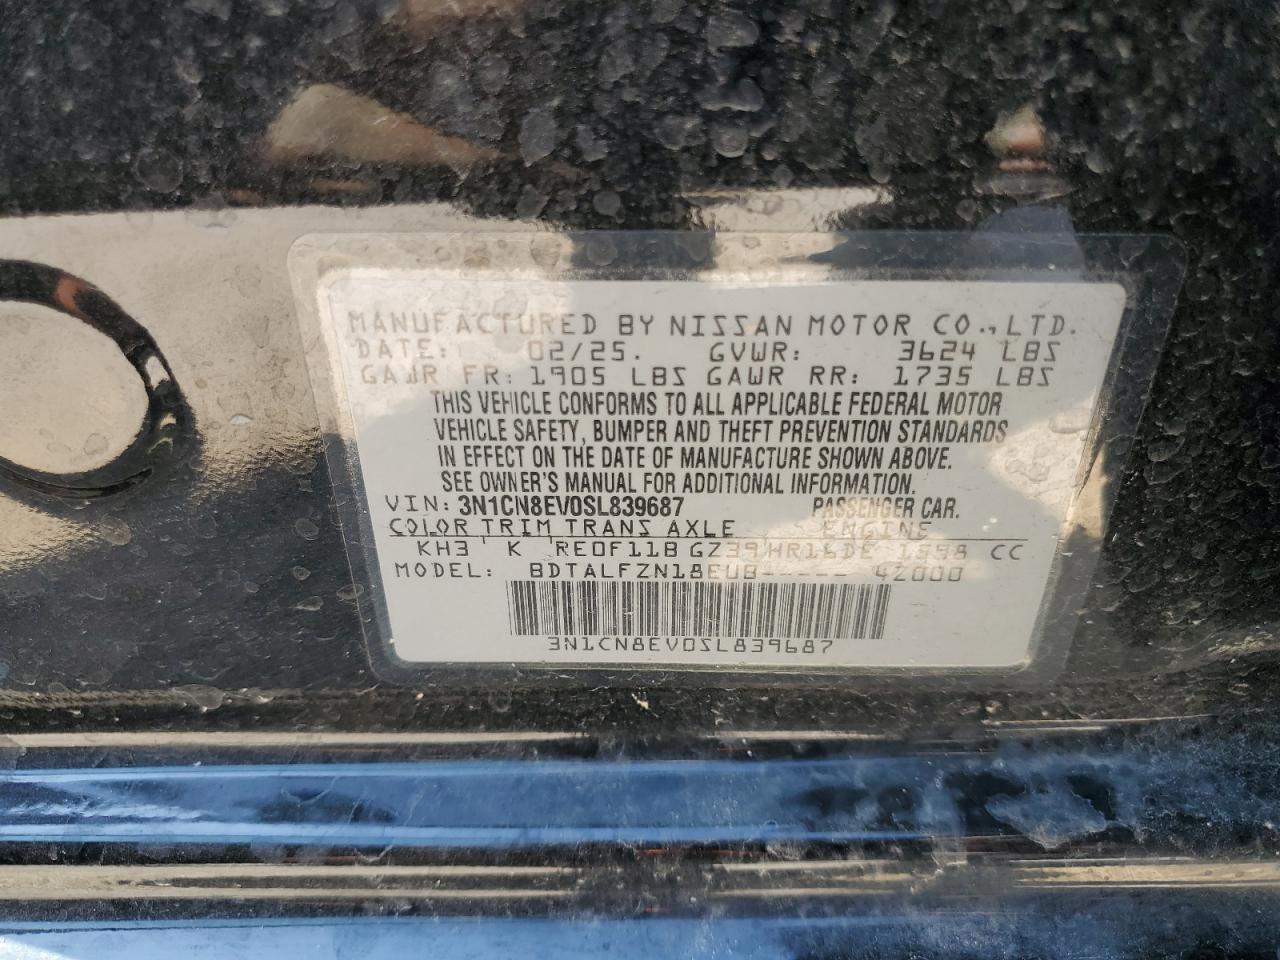 MANUFACTURED BY NISSAN MOTOR CO., LTD.
DATE: 02/25. GVWR: 3624 LBS
GAWR FR: 1905 LBS GAWR RR: 1735 LBS
THIS VEHICLE CONFORMS TO ALL APPLICABLE FEDERAL MOTOR
VEHICLE SAFETY, BUMPER AND THEFT PREVENTION STANDARDS
IN EFFECT ON THE DATE OF MANUFACTURE SHOWN ABOVE.
SEE OWNER'S MANUAL FOR ADDITIONAL INFORMATION.
VIN: 3N1CN8EV0SL839687 PASSENGER CAR.
COLOR TRIM TRANS AXLE ENGINE
KH3 K RE0F11B GZ39 HR16DE 1598 CC
MODEL: BDTALFZN18EUB----- 42000
3N1CN8EV0SL839687